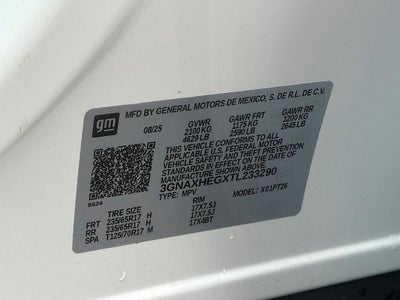 gm MFD BY GENERAL MOTORS DE MEXICO, S. DE R.L. DE C.V.
08/25 GVWR GAWR FRT GAWR RR
2100 KG 1175 KG 1200 KG
4629 LB 2590 LB 2645 LB
THIS VEHICLE CONFORMS TO ALL
APPLICABLE U.S. FEDERAL MOTOR
VEHICLE SAFETY AND THEFT PREVENTION
STANDARDS IN EFFECT ON THE DATE OF
MANUFACTURE SHOWN ABOVE.
3GNAXHEGXTL233290
TYPE: MPV MODEL: X01PT26
8624
TIRE SIZE RIM
FRT 235/65R17 H 17X7.5J
RR 235/65R17 H 17X7.5J
SPA T125/70R17 M 17X4BT